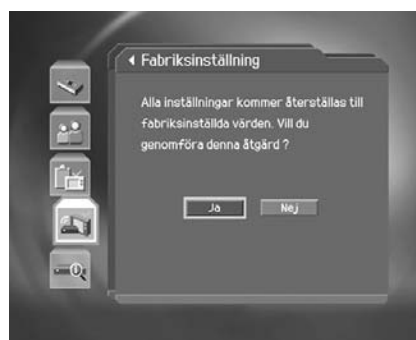 Fabriksinställning
Alla inställningar kommer återställas till
fabriksinställda värden. Vill du
genomföra denna åtgärd ?
Ja
Nej